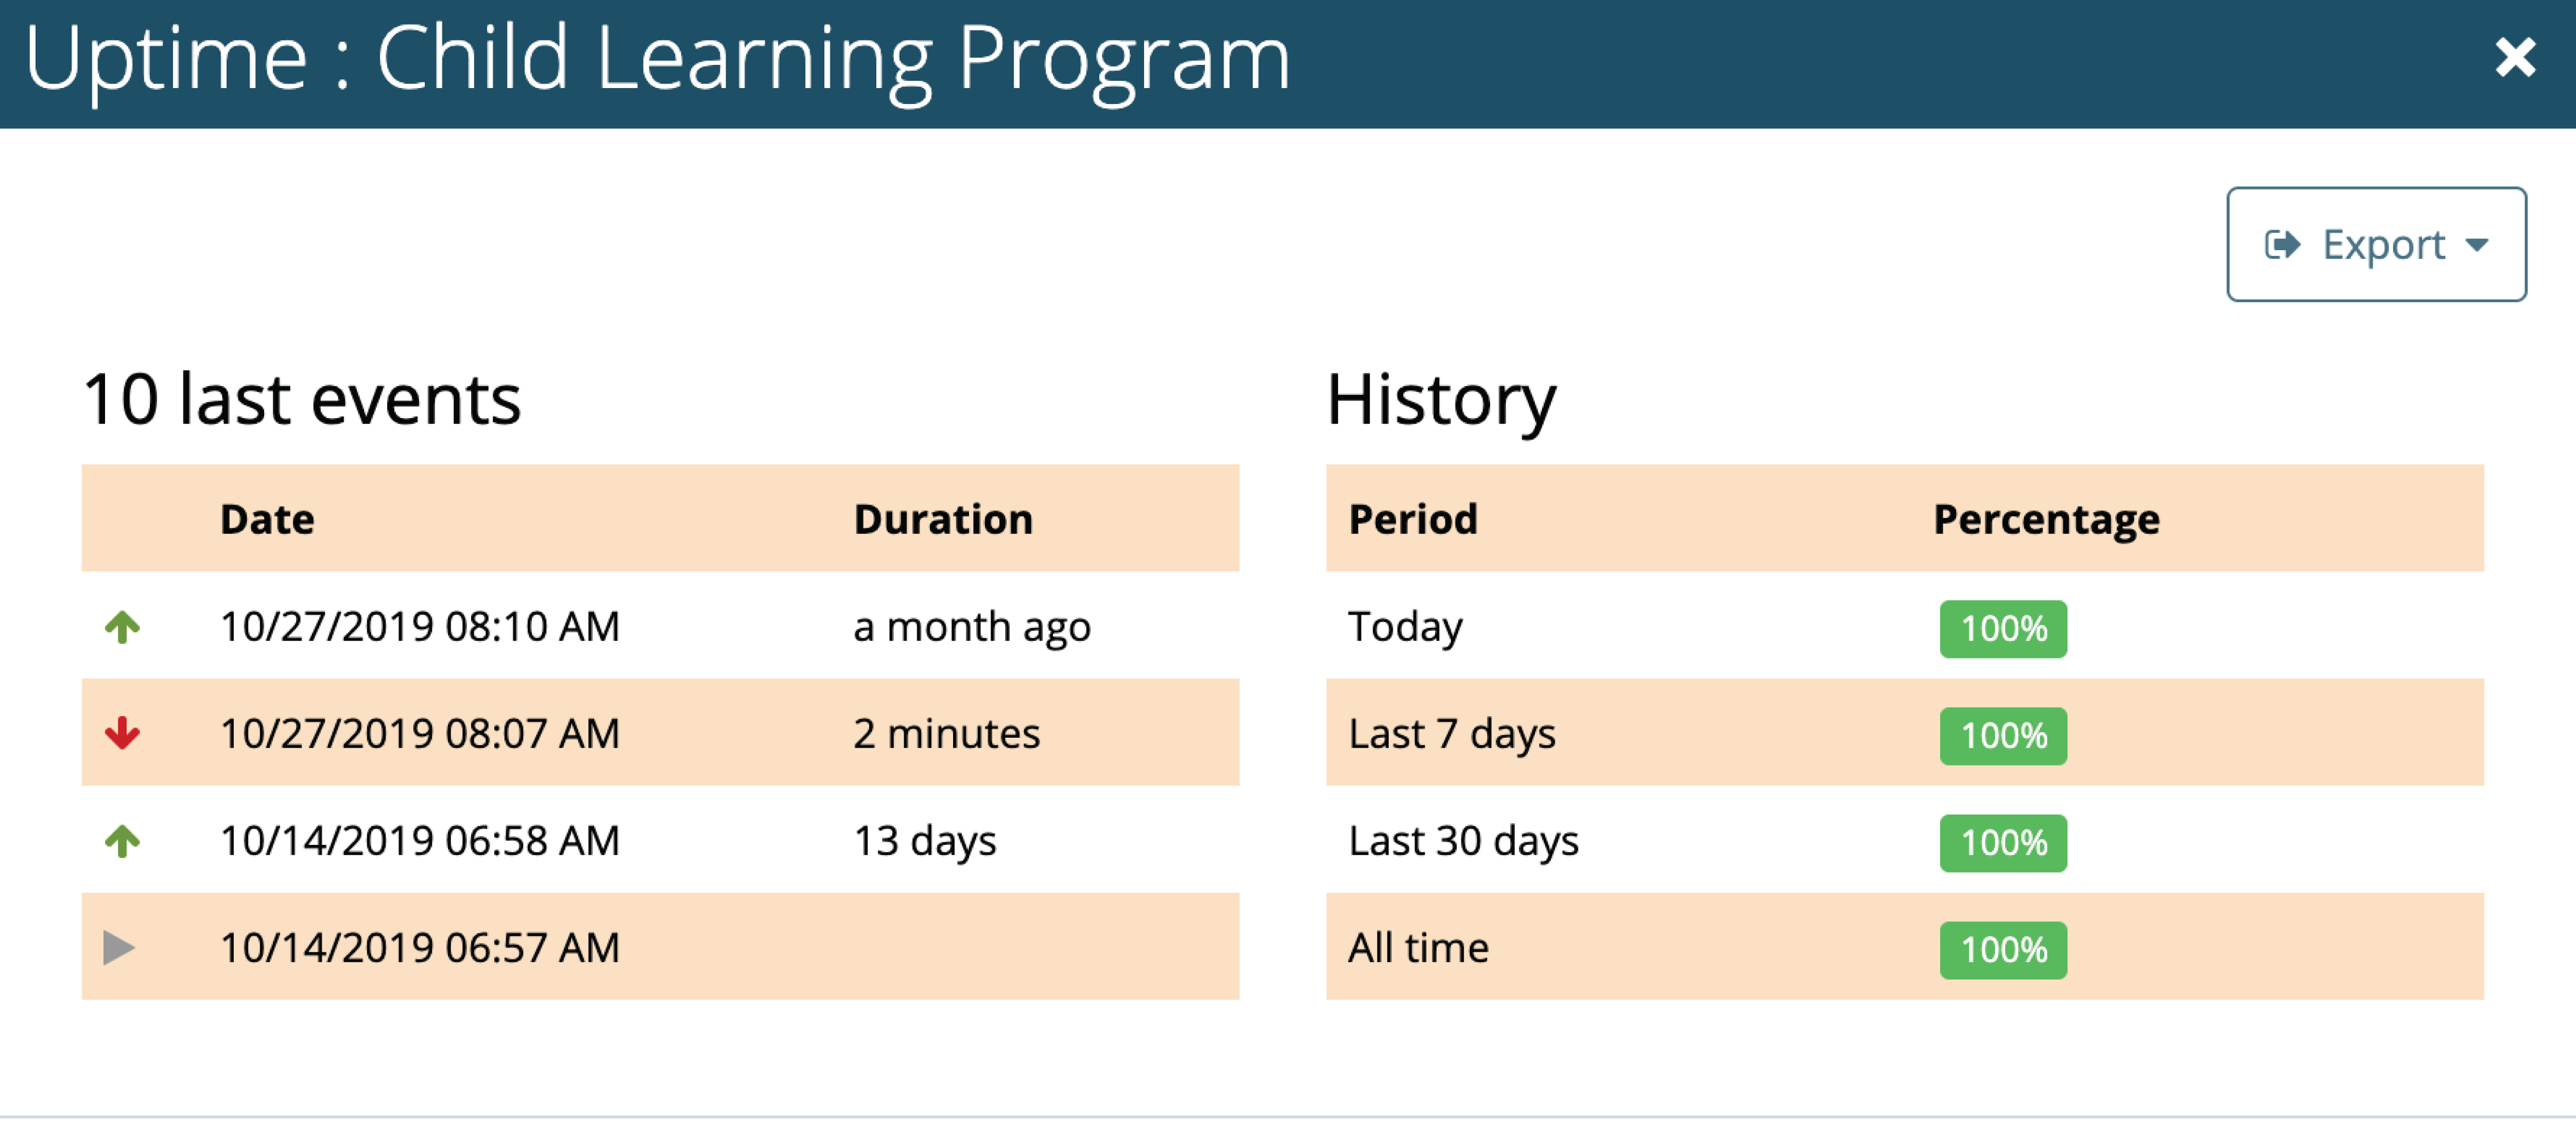 Uptime : Child Learning Program
Export
10 last events
Date Duration
10/27/2019 08:10 AM a month ago
10/27/2019 08:07 AM 2 minutes
10/14/2019 06:58 AM 13 days
10/14/2019 06:57 AM
History
Period Percentage
Today 100%
Last 7 days 100%
Last 30 days 100%
All time 100%